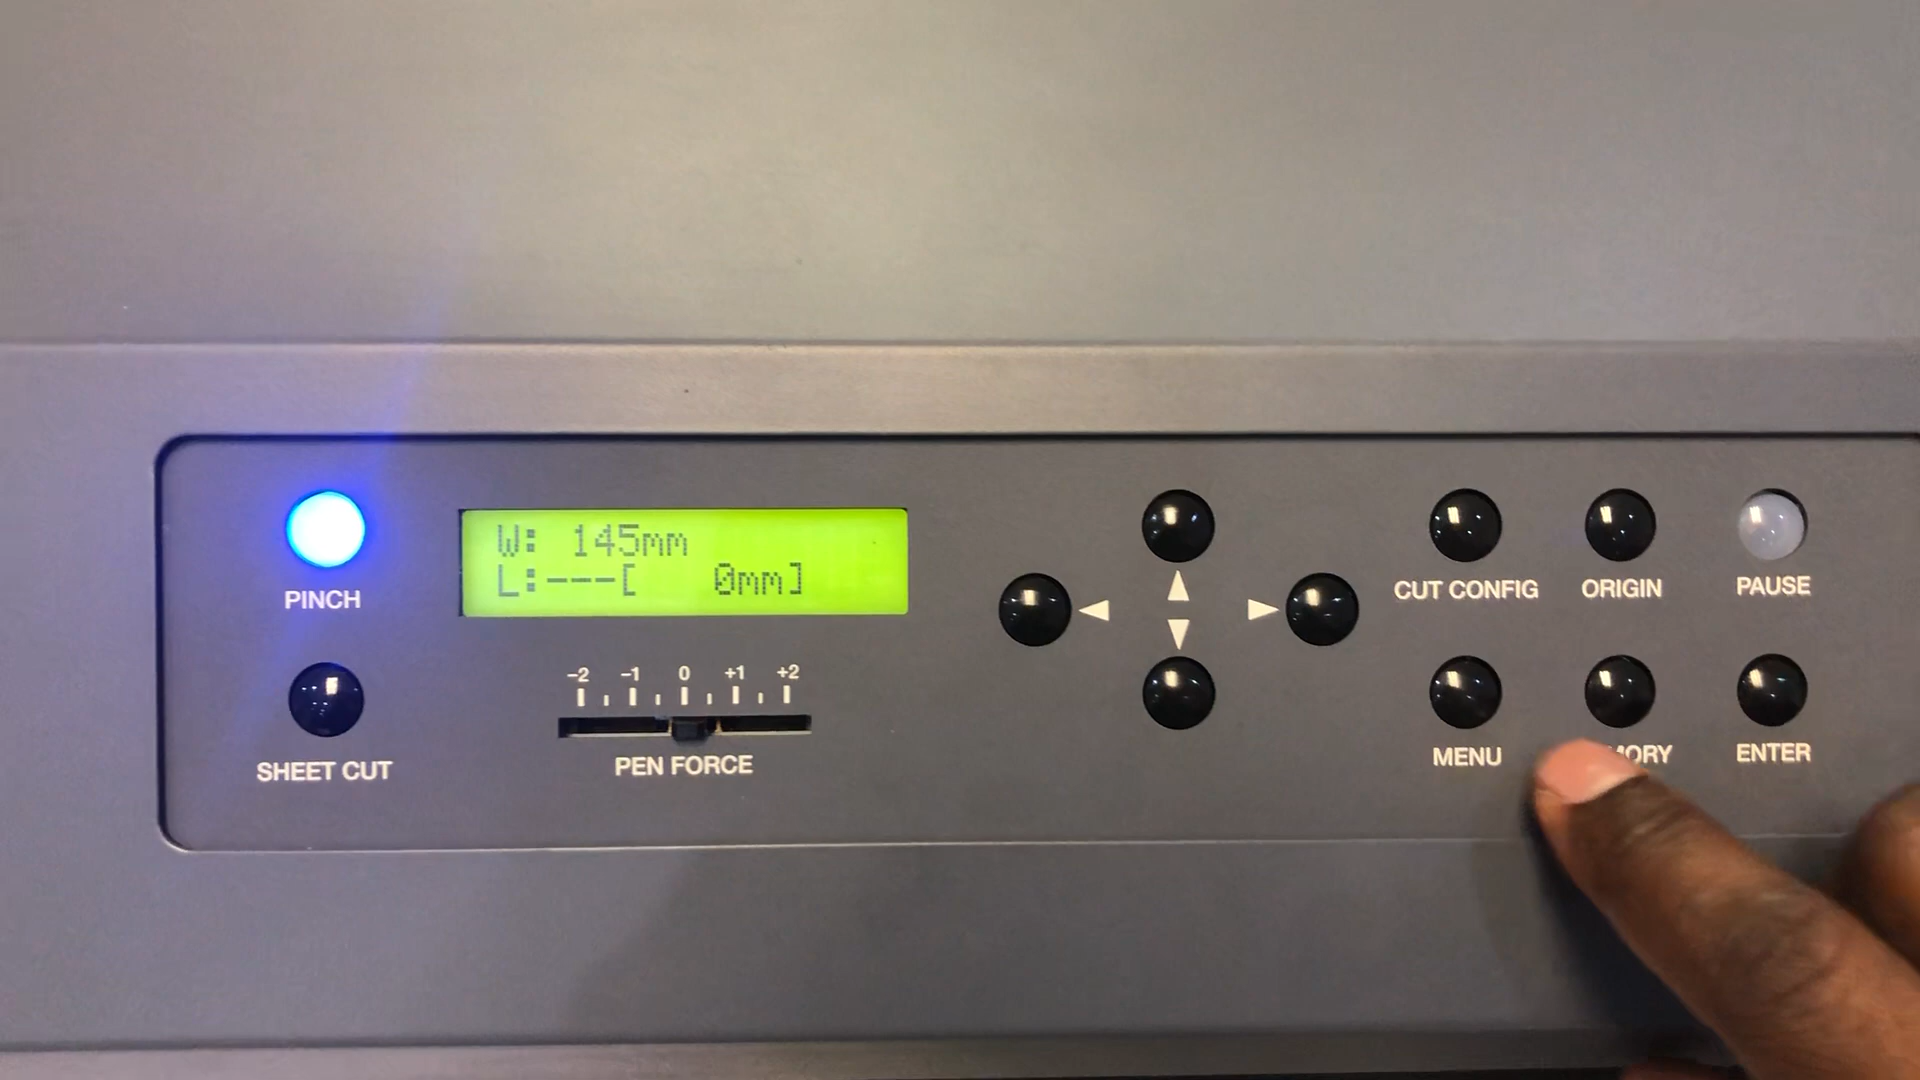 PINCH
SHEET CUT
W: 145mm
L:---[ 0mm]
-2 -1 0 +1 +2
PEN FORCE
CUT CONFIG
ORIGIN
PAUSE
MENU
ENTER